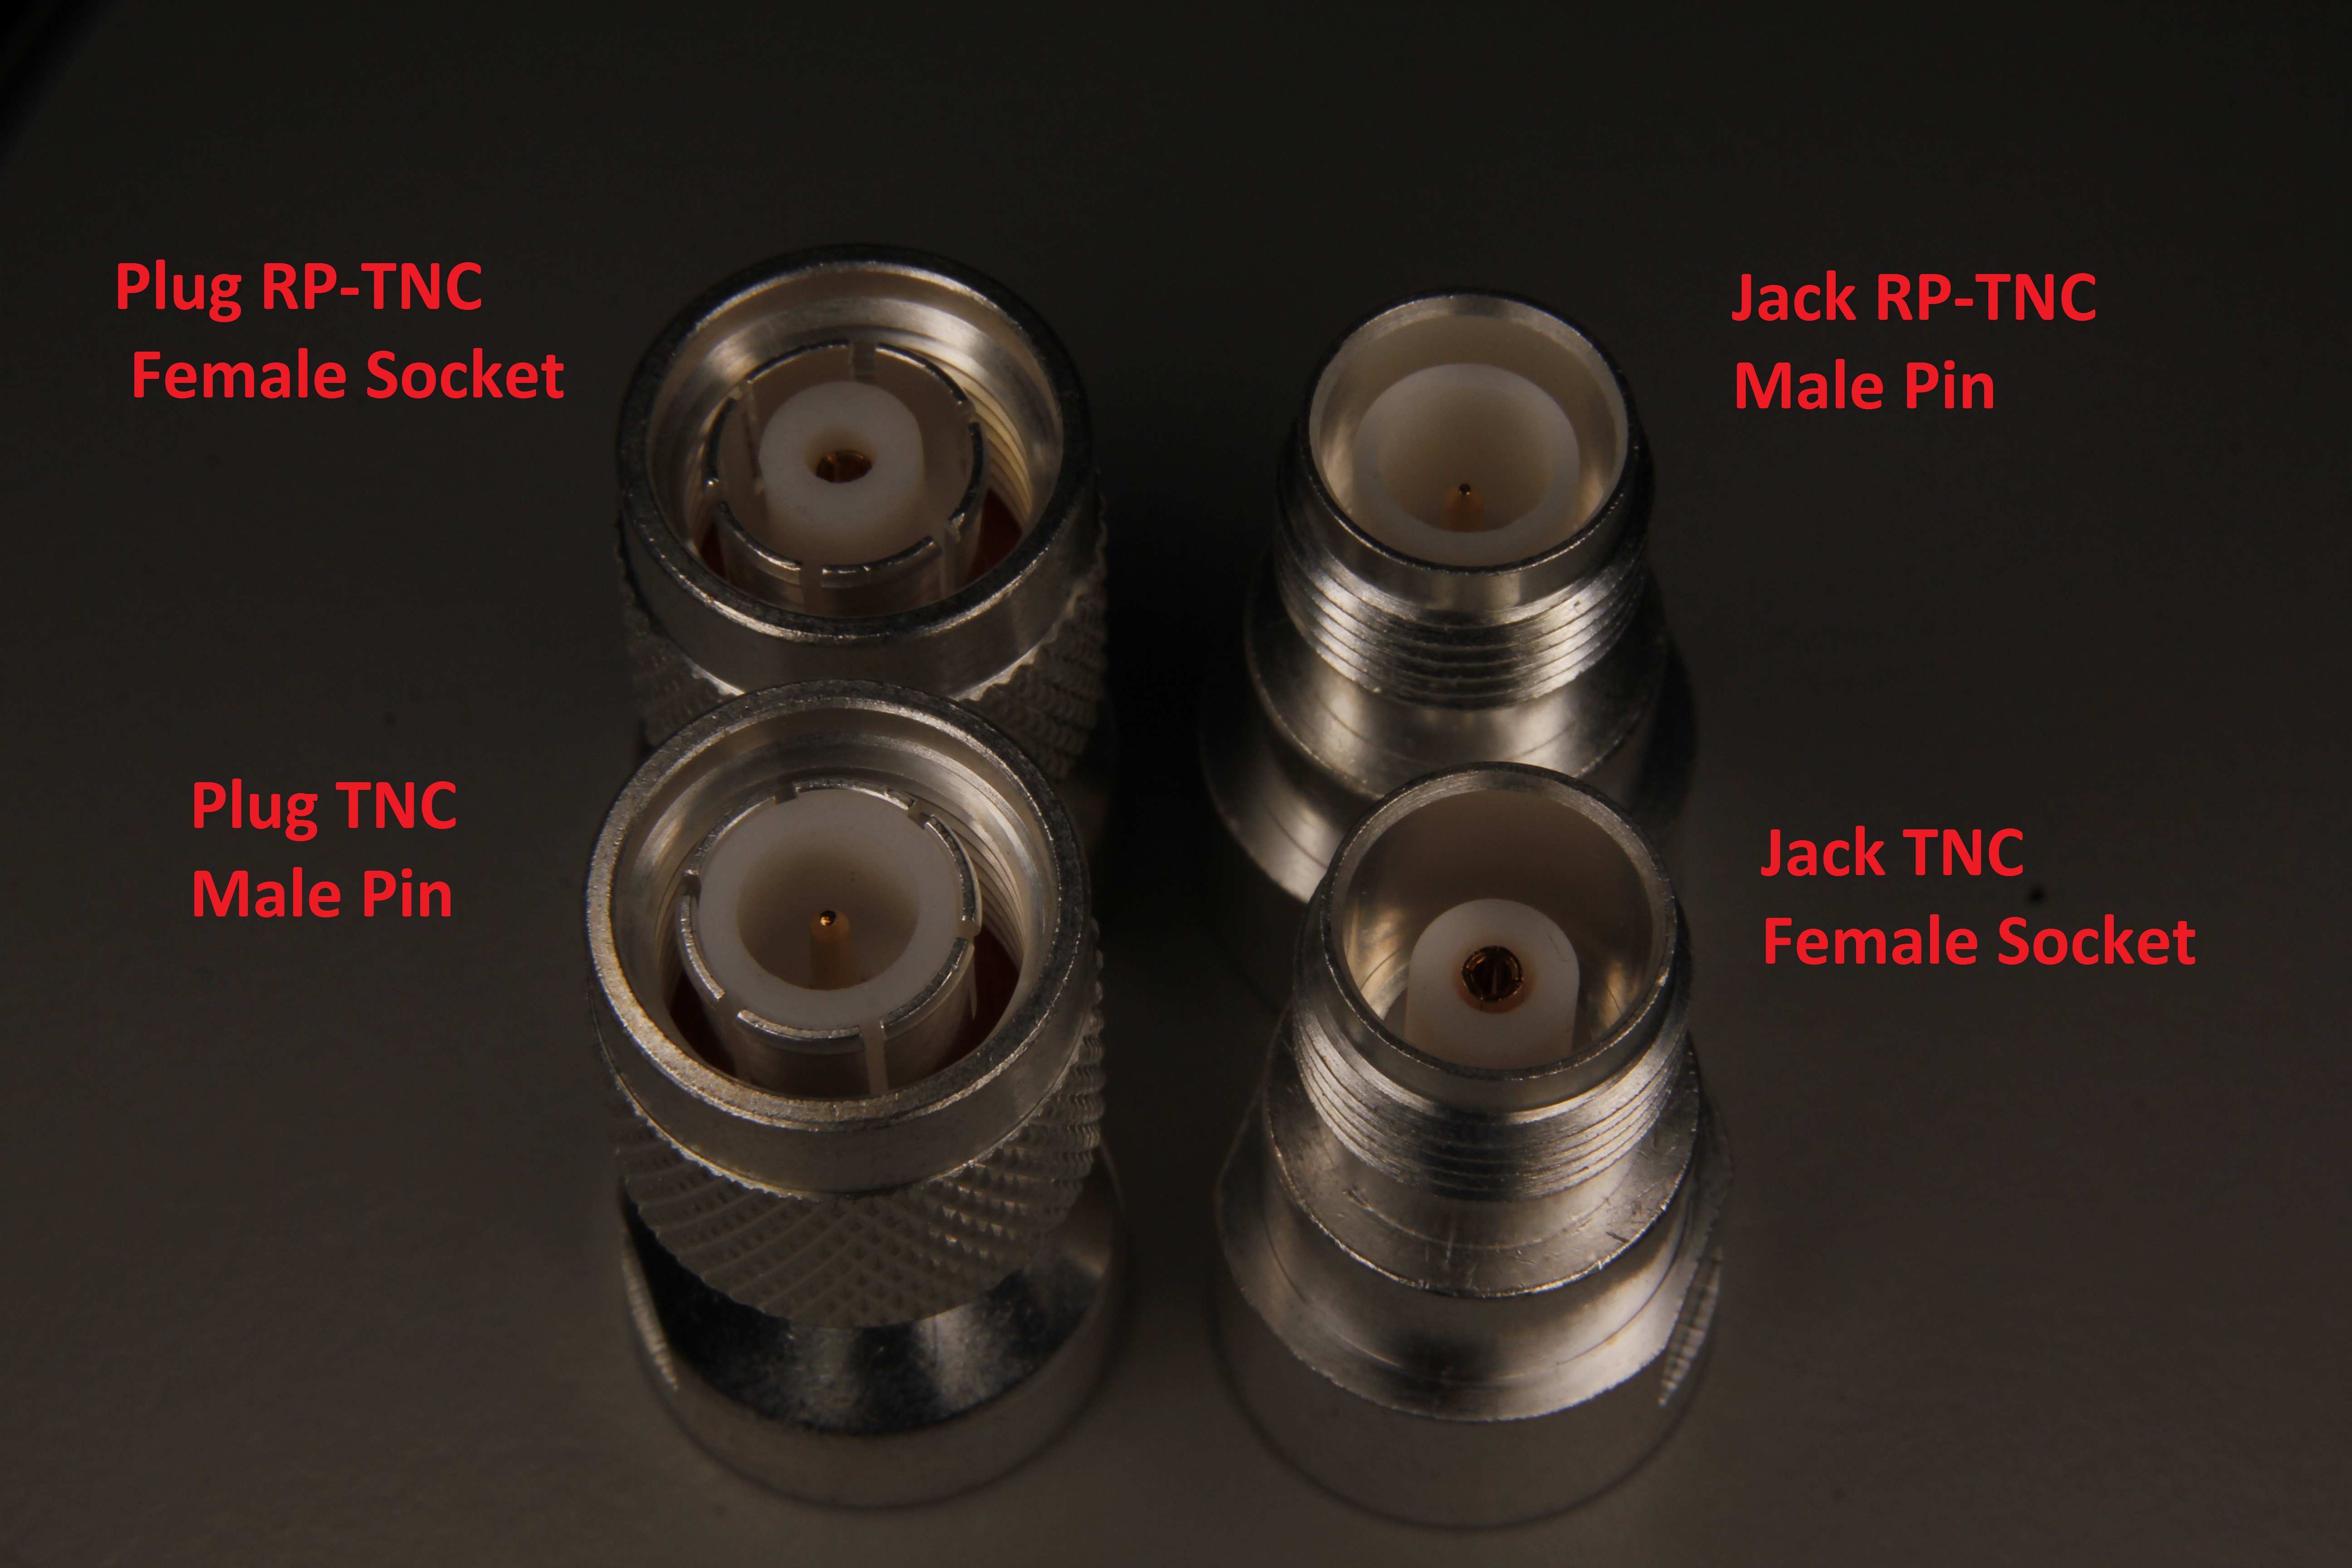 Plug RP-TNC
Female Socket
Jack RP-TNC
Male Pin
Plug TNC
Male Pin
Jack TNC
Female Socket